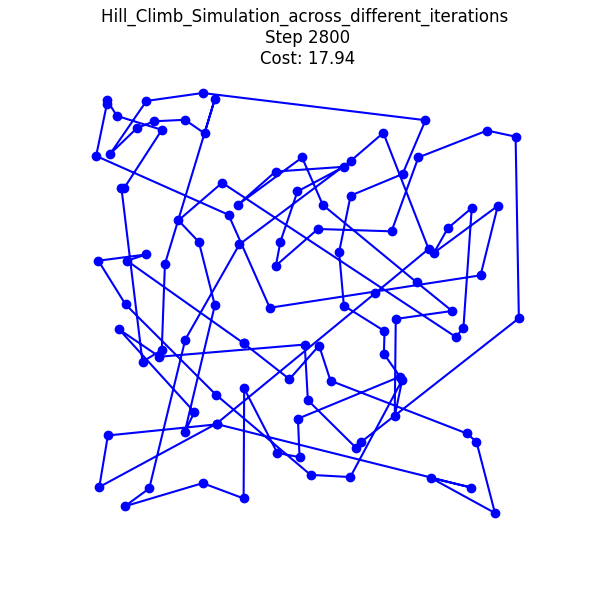 Hill_Climb_Simulation_across_different_iterations
Step 2800
Cost: 17.94